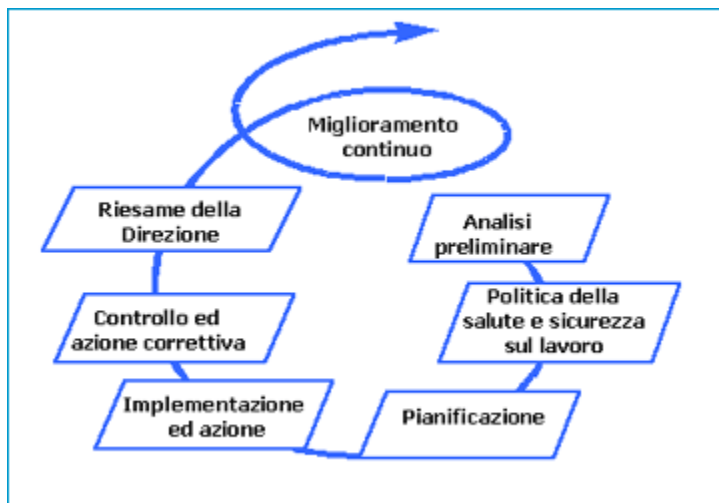 Miglioramento
continuo
Riesame della
Direzione
Analisi
preliminare
Controllo ed
azione correttiva
Politica della
salute e sicurezza
sul lavoro
Implementazione
ed azione
Pianificazione